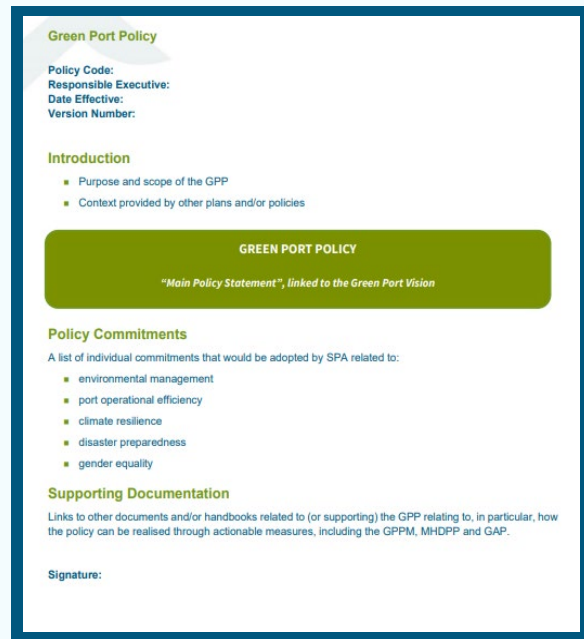 Green Port Policy
Policy Code:
Responsible Executive:
Date Effective:
Version Number:
Introduction
Purpose and scope of the GPP
Context provided by other plans and/or policies
GREEN PORT POLICY
“Main Policy Statement”, linked to the Green Port Vision
Policy Commitments
A list of individual commitments that would be adopted by SPA related to:
environmental management
port operational efficiency
climate resilience
disaster preparedness
gender equality
Supporting Documentation
Links to other documents and/or handbooks related to (or supporting) the GPP relating to, in particular, how
the policy can be realised through actionable measures, including the GPPM, MHDPP and GAP.
Signature: